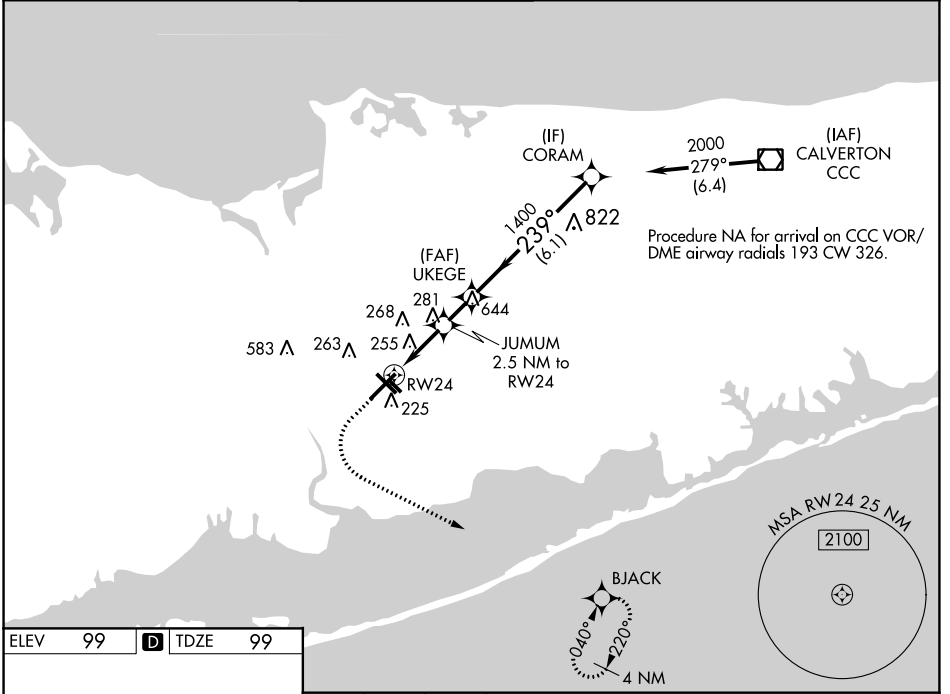 (IF)
CORAM
2000
279°
(6.4)
(IAF)
CALVERTON
CCC
1400
239°
(6.1)
822
Procedure NA for arrival on CCC VOR/
DME airway radials 193 CW 326.
(FAF)
UKEGE
644
281
268
255
263
583
JUMUM
2.5 NM to
RW24
RW24
225
MSA RW24 25 NM
2100
BJACK
040°
220°
4 NM
ELEV 99 D TDZE 99